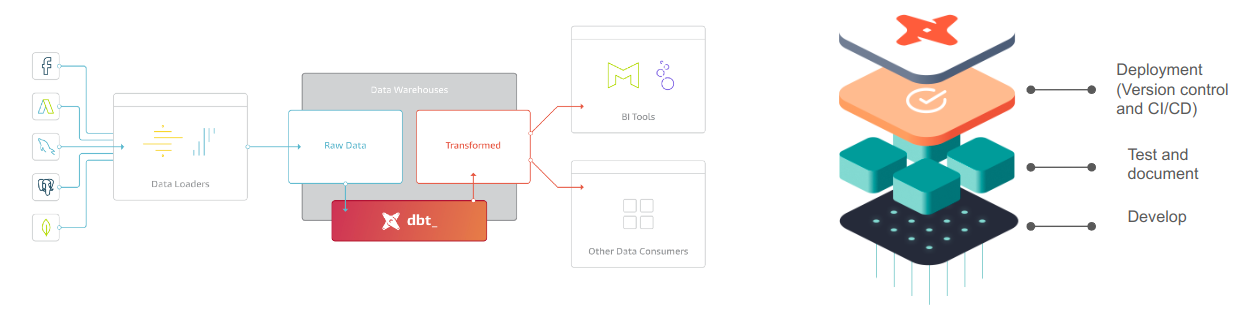 Data Loaders
Data Warehouses
Raw Data
Transformed
dbt_
BI Tools
Other Data Consumers
Deployment
(Version control
and CI/CD)
Test and
document
Develop